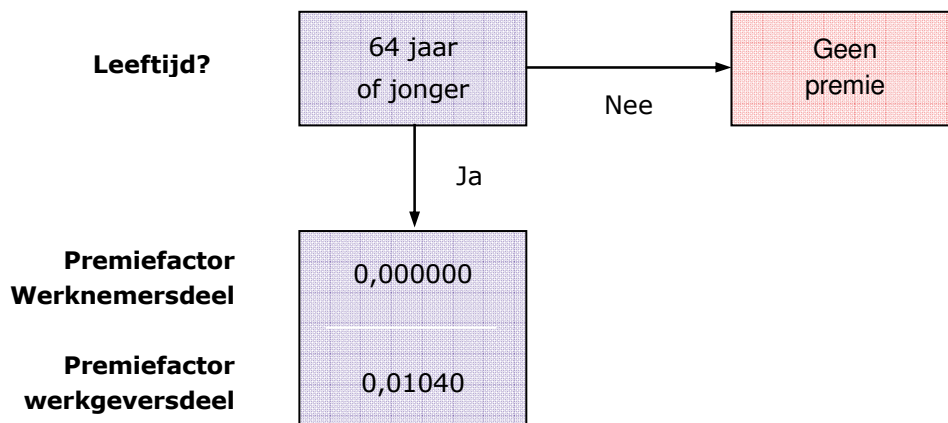 Leeftijd?
64 jaar
of jonger
Geen
premie
Nee
Ja
Premiefactor
Werknemersdeel
0,000000
Premiefactor
werkgeversdeel
0,01040